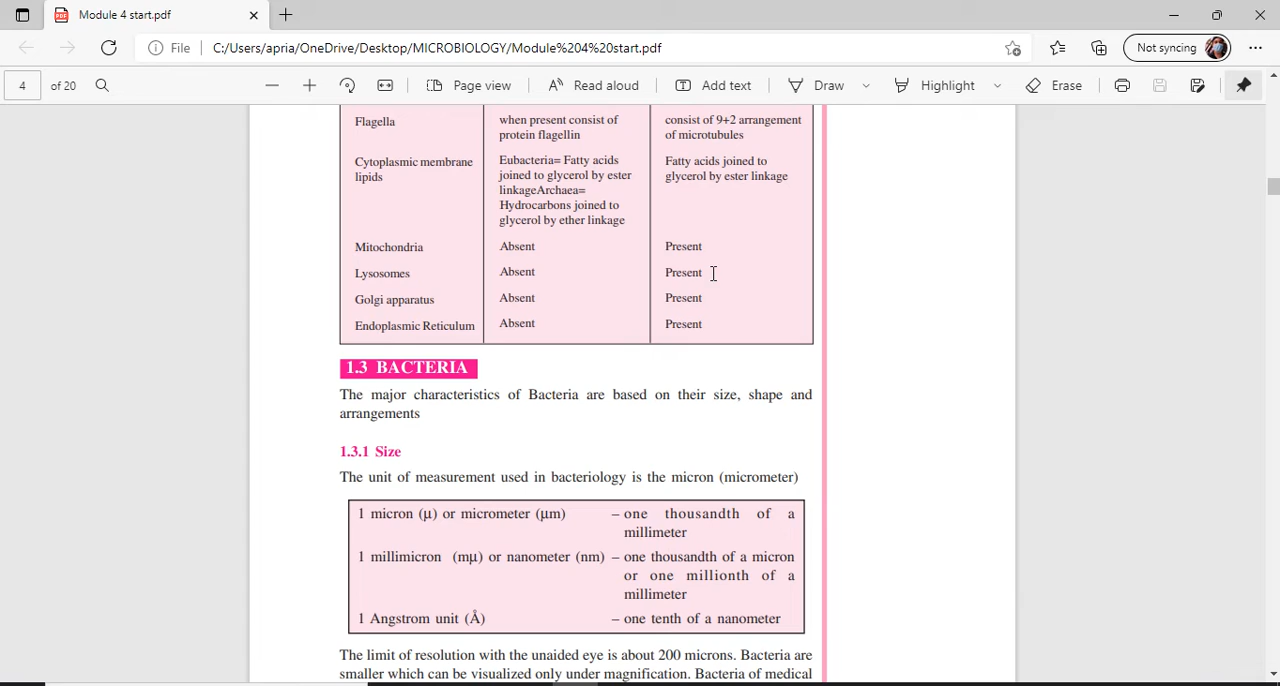 Module 4 start.pdf
File C:/Users/apria/OneDrive/Desktop/MICROBIOLOGY/Module%204%20start.pdf Not syncing
4 of 20 Page view Read aloud Add text Draw Highlight Erase
Flagella
when present consist of
protein flagellin
consist of 9+2 arrangement
of microtubules
Cytoplasmic membrane
lipids
Eubacteria= Fatty acids
joined to glycerol by ester
linkageArchaea=
Hydrocarbons joined to
glycerol by ether linkage
Fatty acids joined to
glycerol by ester linkage
Mitochondria Absent Present
Lysosomes Absent Present
Golgi apparatus Absent Present
Endoplasmic Reticulum Absent Present
1.3 BACTERIA
The major characteristics of Bacteria are based on their size, shape and
arrangements
1.3.1 Size
The unit of measurement used in bacteriology is the micron (micrometer)
1 micron (μ) or micrometer (μm) – one thousandth of a
millimeter
1 millimicron (mμ) or nanometer (nm) – one thousandth of a micron
or one millionth of a
millimeter
1 Angstrom unit (Å) – one tenth of a nanometer
The limit of resolution with the unaided eye is about 200 microns. Bacteria are
smaller which can be visualized only under magnification. Bacteria of medical